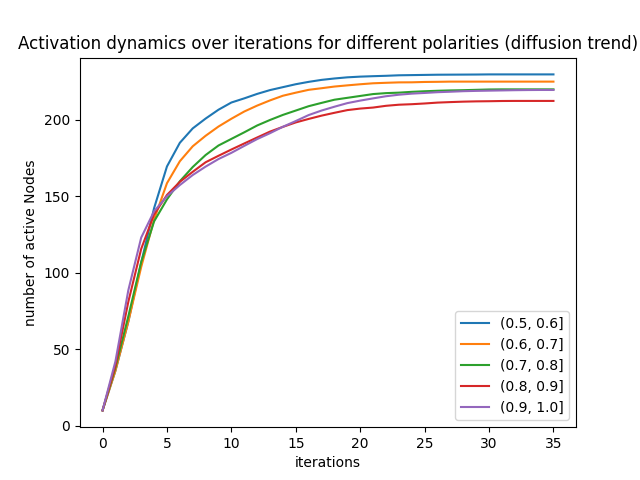 Activation dynamics over iterations for different polarities (diffusion trend)
number of active Nodes
200
150
100
50
0
0 5 10 15 20 25 30 35
iterations
(0.5, 0.6]
(0.6, 0.7]
(0.7, 0.8]
(0.8, 0.9]
(0.9, 1.0]